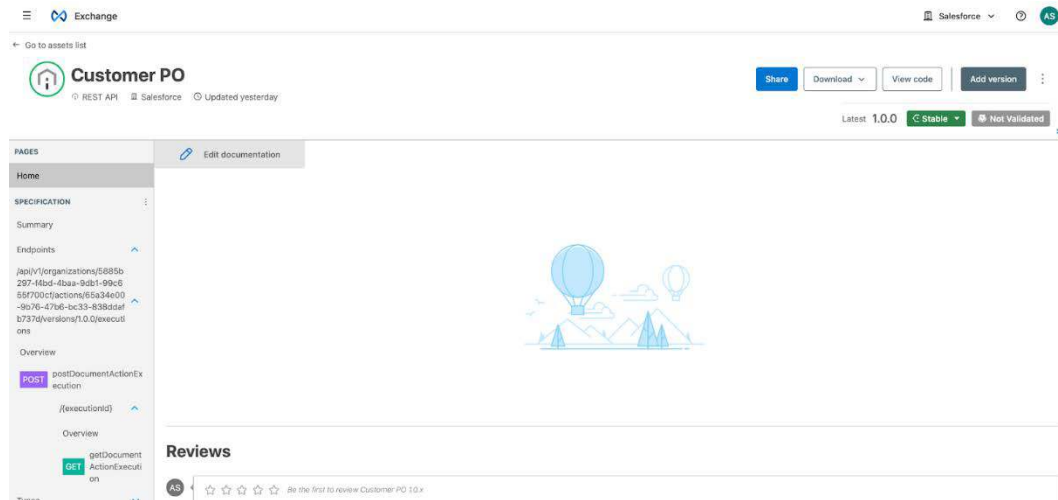 Exchange
Salesforce
AS
← Go to assets list
Customer PO
REST API Salesforce Updated yesterday
Share Download View code Add version
Latest 1.0.0 Stable Not Validated
PAGES
Edit documentation
Home
SPECIFICATION
Summary
Endpoints
/api/v1/organizations/5885b
297-f4bd-4baa-9db1-99c6
55f700cf/actions/65a34e00
-9b76-47b6-bc33-838ddaf
b737d/versions/1.0.0/executi
ons
Overview
POST postDocumentActionEx
ecution
/{executionId}
Overview
getDocument
GET ActionExecuti
on
Types
Reviews
AS
Be the first to review Customer PO 1.0.x